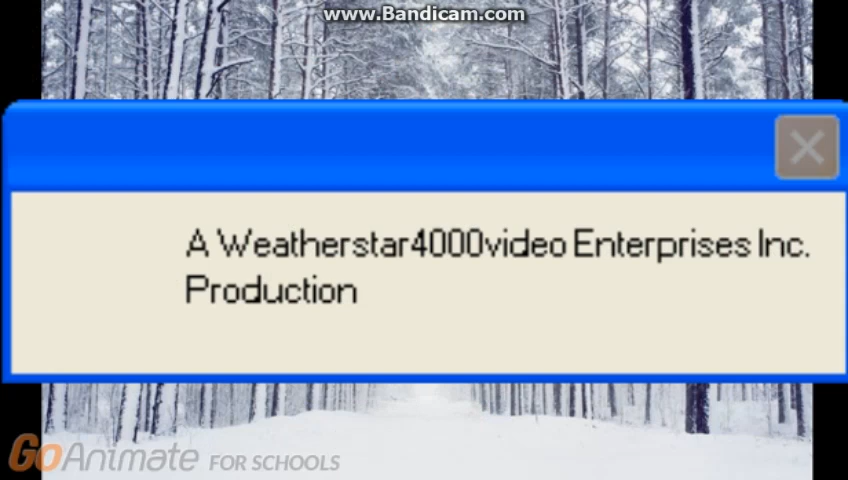 www.Bandicam.com
A Weatherstar4000video Enterprises Inc.
Production
GoAnimate FOR SCHOOLS